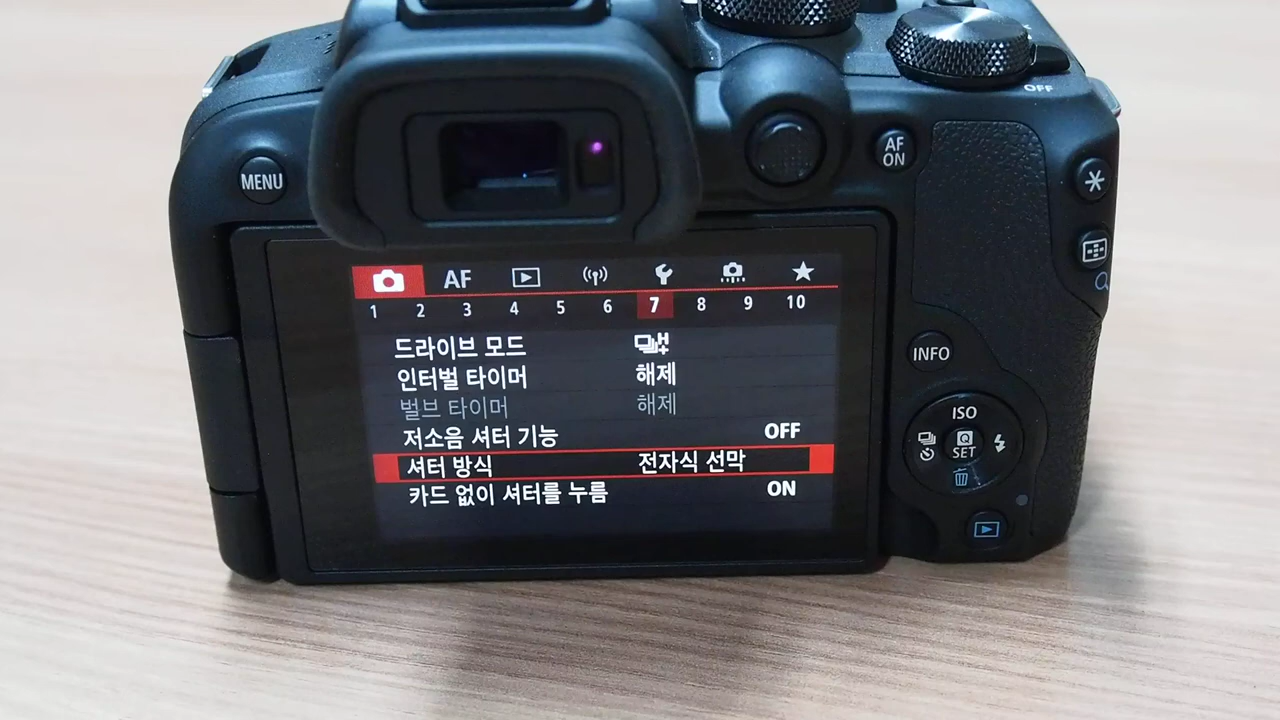 OFF
AF
ON
MENU
AF
1 2 3 4 5 6 7 8 9 10
드라이브 모드
인터벌 타이머 해제
벌브 타이머 해제
저소음 셔터 기능 OFF
셔터 방식 전자식 선막
카드 없이 셔터를 누름 ON
INFO
ISO
Q
SET